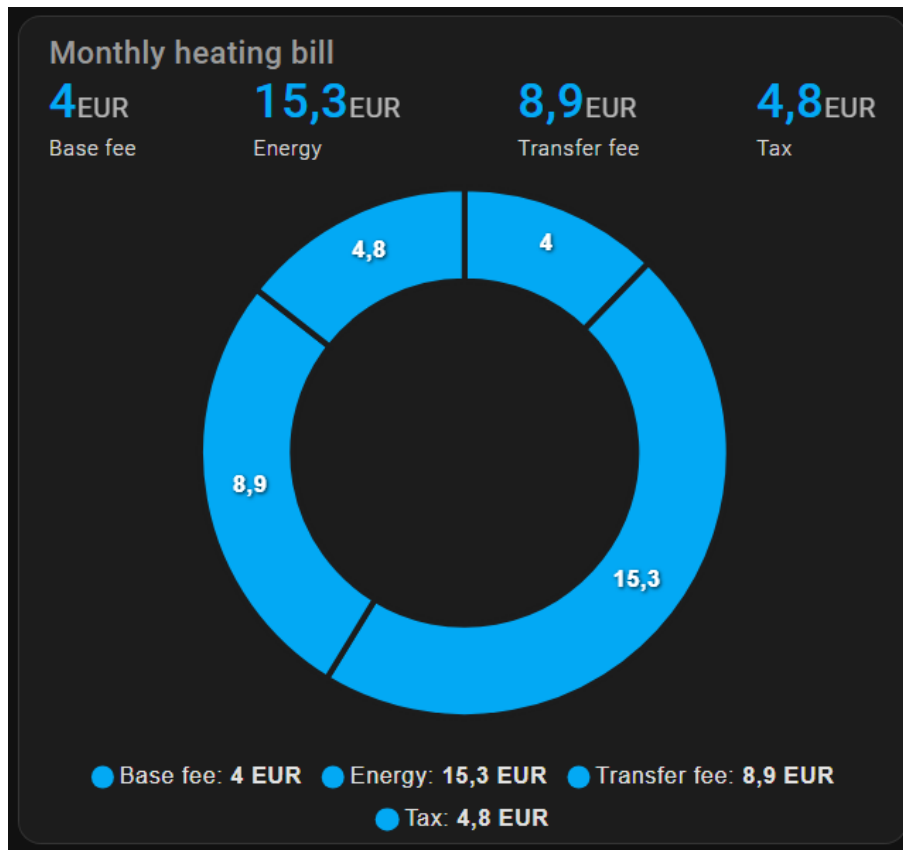 Monthly heating bill
4EUR 15,3EUR 8,9EUR 4,8EUR
Base fee Energy Transfer fee Tax
4,8 4
8,9
15,3
Base fee: 4 EUR Energy: 15,3 EUR Transfer fee: 8,9 EUR
Tax: 4,8 EUR